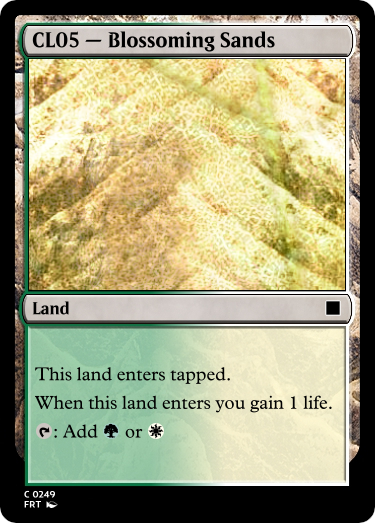 CL05 — Blossoming Sands
Land
This land enters tapped.
When this land enters you gain 1 life.
: Add or
C 0249
FRT